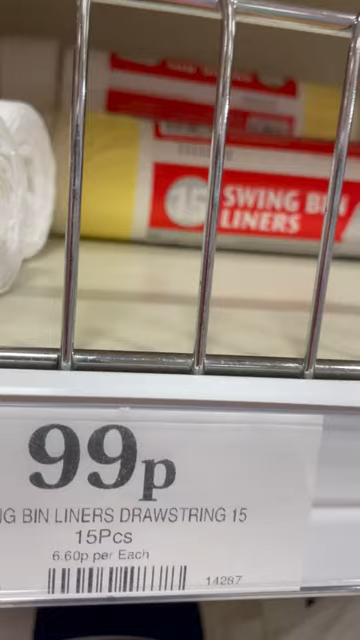 15 SWING BIN
LINERS
99p
G BIN LINERS DRAWSTRING 15
15Pcs
6.60p per Each
14287